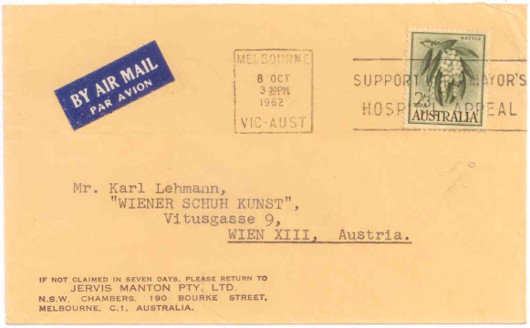 BY AIR MAIL
PAR AVION
MELBOURNE
8 OCT
3 30PM
1962
VIC-AUST
SUPPORT MAYOR'S
HOSP APPEAL
WATTLE
2/3
AUSTRALIA
Mr. Karl Lehmann,
"WIENER SCHUH KUNST",
Vitusgasse 9,
WIEN XIII, Austria.
IF NOT CLAIMED IN SEVEN DAYS, PLEASE RETURN TO
JERVIS MANTON PTY. LTD.
N.S.W. CHAMBERS, 190 BOURKE STREET,
MELBOURNE, C.1, AUSTRALIA.